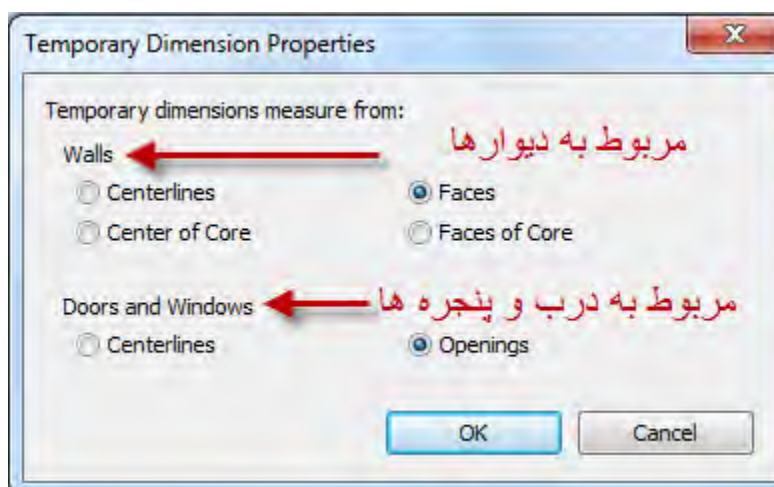 Temporary Dimension Properties
Temporary dimensions measure from:
Walls مربوط به دیوارها
Centerlines Faces
Center of Core Faces of Core
Doors and Windows مربوط به درب و پنجره ها
Centerlines Openings
OK Cancel